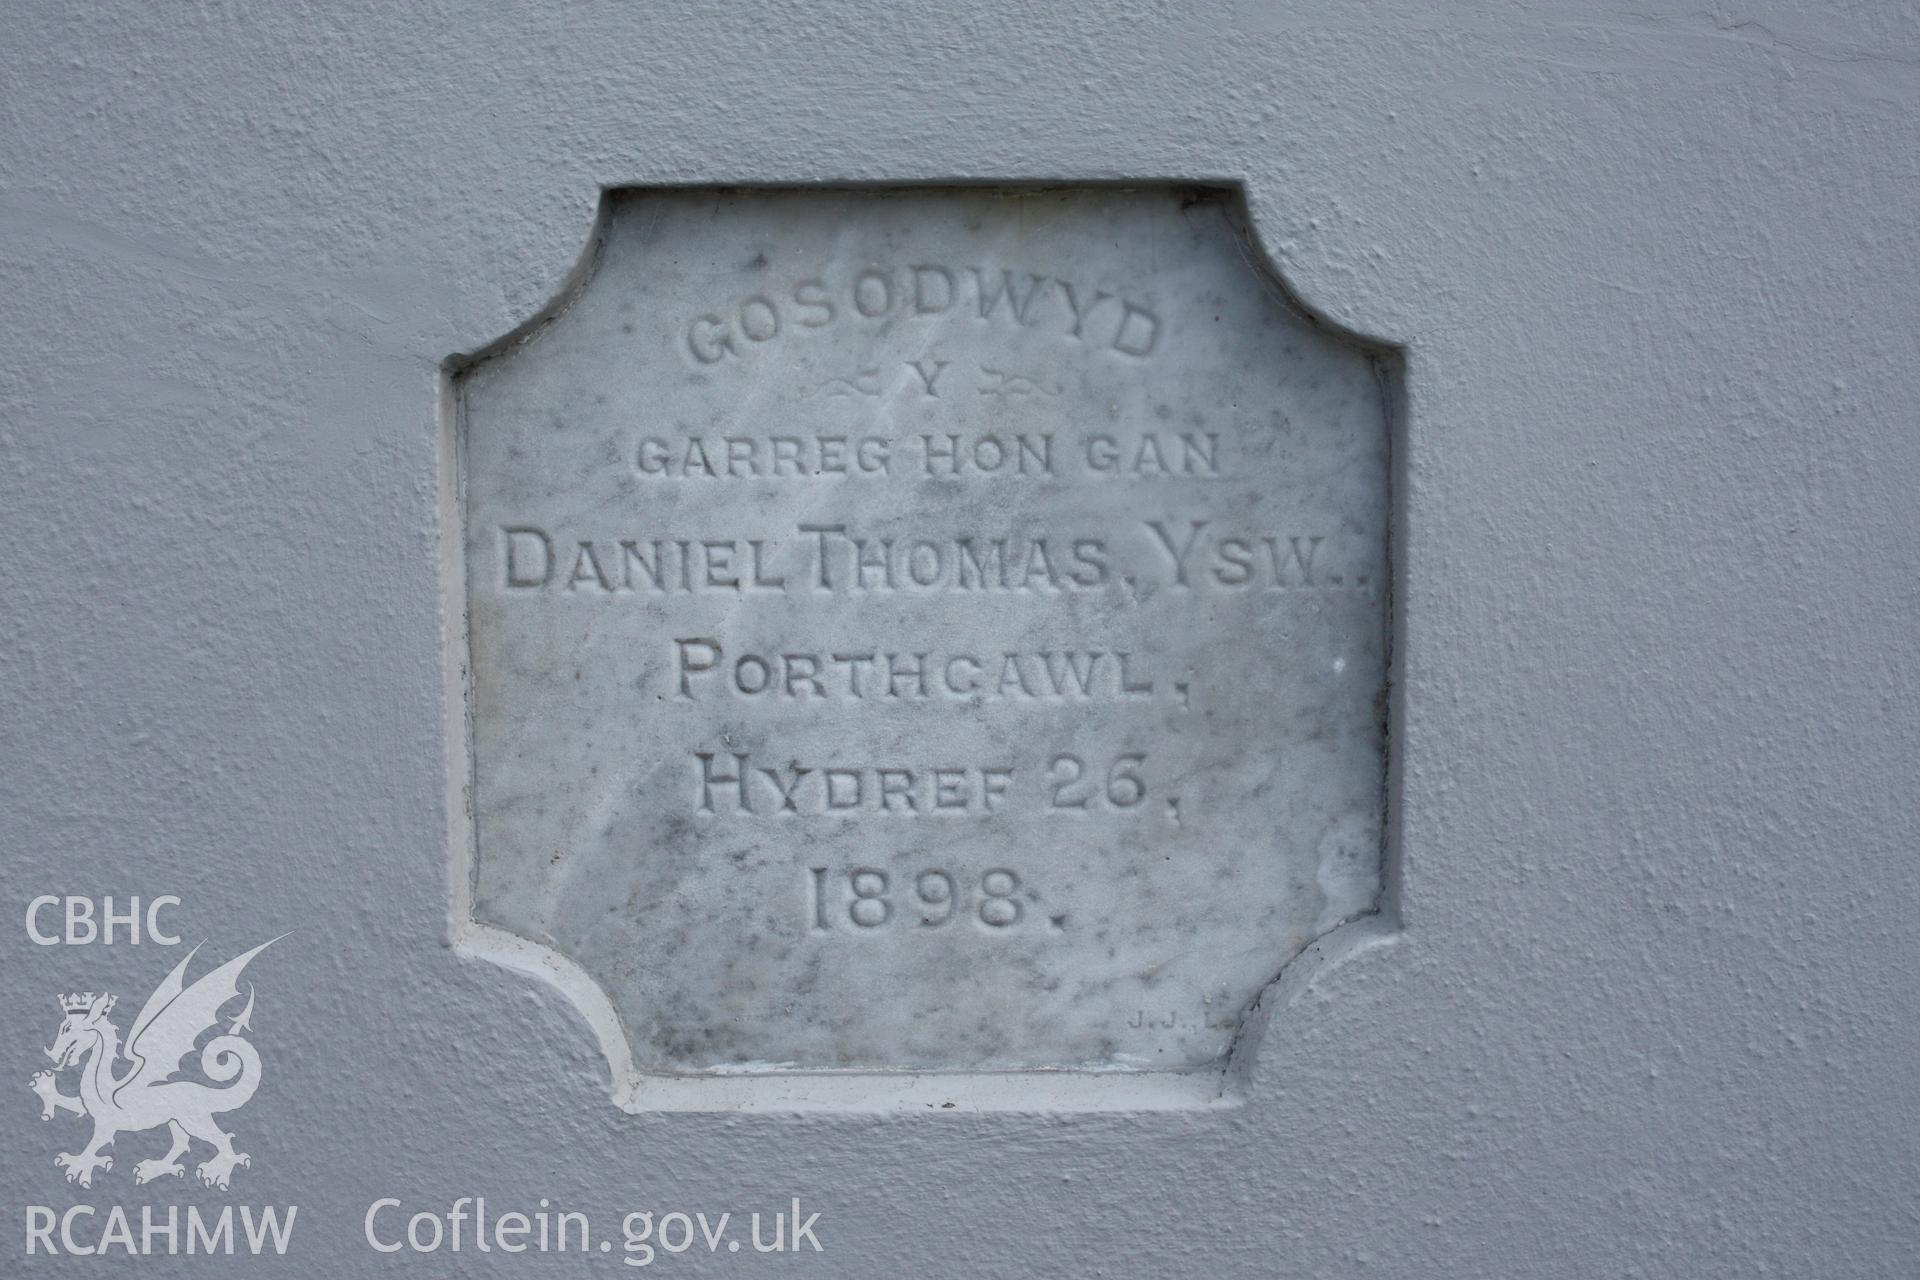 GOSODWYD
Y
GARREG HON GAN
DANIEL THOMAS, YSW.,
PORTHCAWL,
HYDREF 26,
1898.
J.J., L.
CBHC
RCAHMW
Coflein.gov.uk